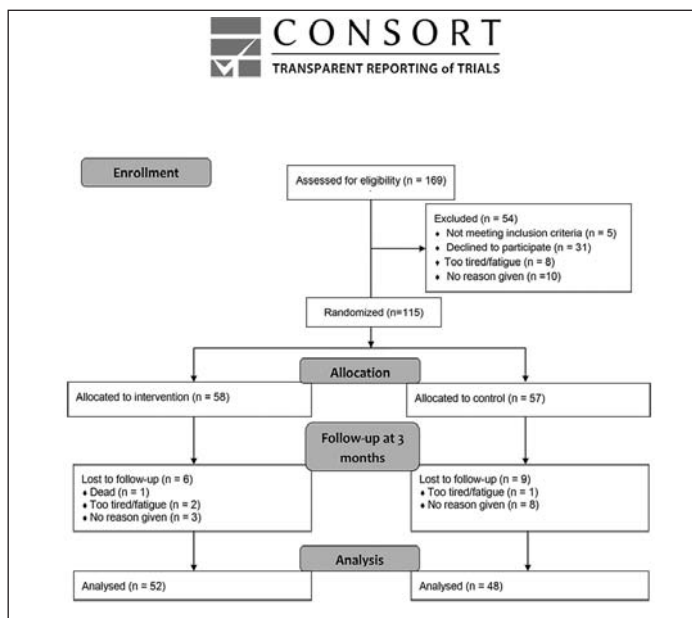 CONSORT
TRANSPARENT REPORTING of TRIALS
Enrollment
Assessed for eligibility (n = 169)
Excluded (n = 54)
♦ Not meeting inclusion criteria (n = 5)
♦ Declined to participate (n = 31)
♦ Too tired/fatigue (n = 8)
♦ No reason given (n =10)
Randomized (n=115)
Allocation
Allocated to intervention (n = 58)
Allocated to control (n = 57)
Follow-up at 3
months
Lost to follow-up (n = 6)
♦ Dead (n = 1)
♦ Too tired/fatigue (n = 2)
♦ No reason given (n = 3)
Lost to follow-up (n = 9)
♦ Too tired/fatigue (n = 1)
♦ No reason given (n = 8)
Analysis
Analysed (n = 52)
Analysed (n = 48)